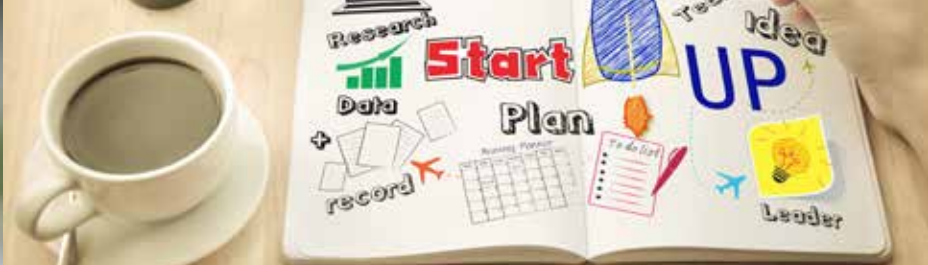 Research
Start
Idea
UP
Data
+
Plan
record
To do list
Leader